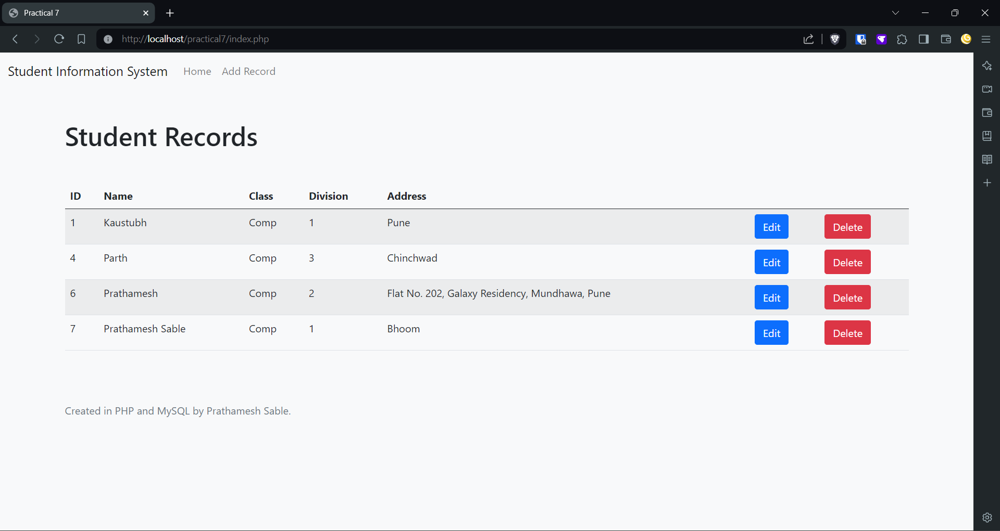 Practical 7
http://localhost/practical7/index.php
Student Information System Home Add Record
Student Records
ID Name Class Division Address
1 Kaustubh Comp 1 Pune Edit Delete
4 Parth Comp 3 Chinchwad Edit Delete
6 Prathamesh Comp 2 Flat No. 202, Galaxy Residency, Mundhawa, Pune Edit Delete
7 Prathamesh Sable Comp 1 Bhoom Edit Delete
Created in PHP and MySQL by Prathamesh Sable.